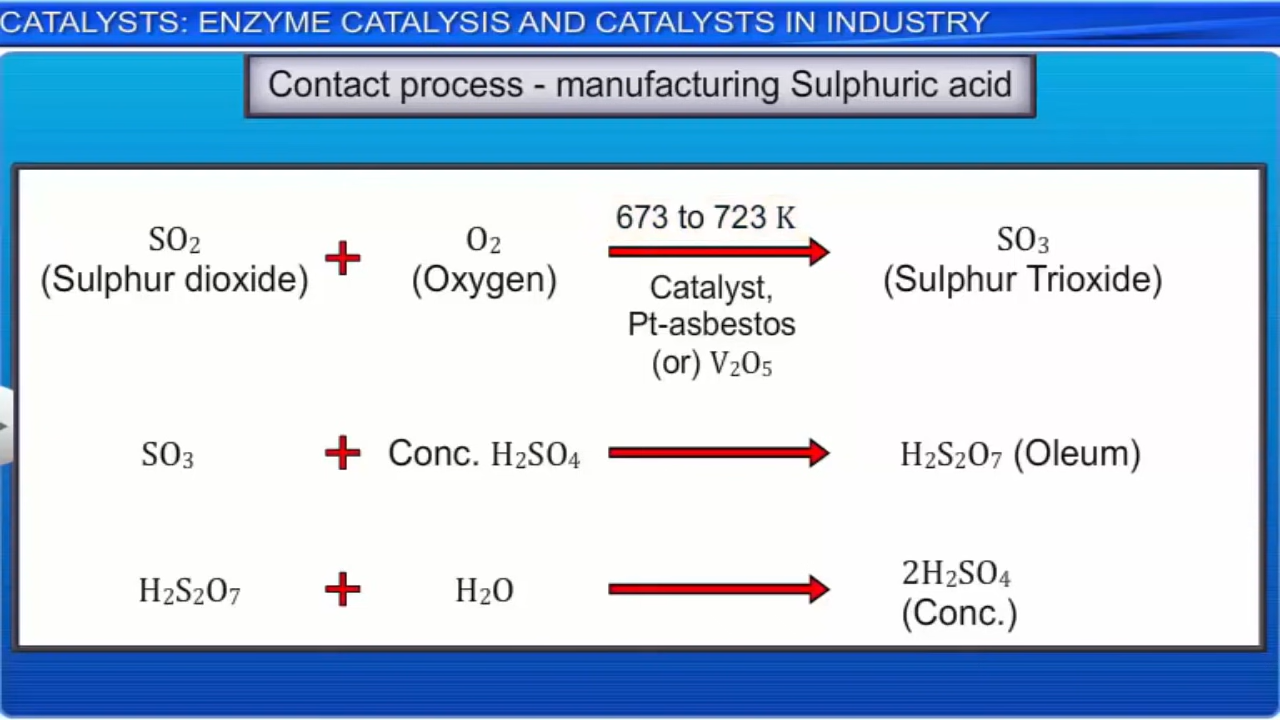 CATALYSTS: ENZYME CATALYSIS AND CATALYSTS IN INDUSTRY
Contact process - manufacturing Sulphuric acid
SO₂ + O₂ 673 to 723 K SO₃
(Sulphur dioxide) (Oxygen) (Sulphur Trioxide)
Catalyst,
Pt-asbestos
(or) V₂O₅
SO₃ + Conc. H₂SO₄ H₂S₂O₇ (Oleum)
H₂S₂O₇ + H₂O 2H₂SO₄
(Conc.)